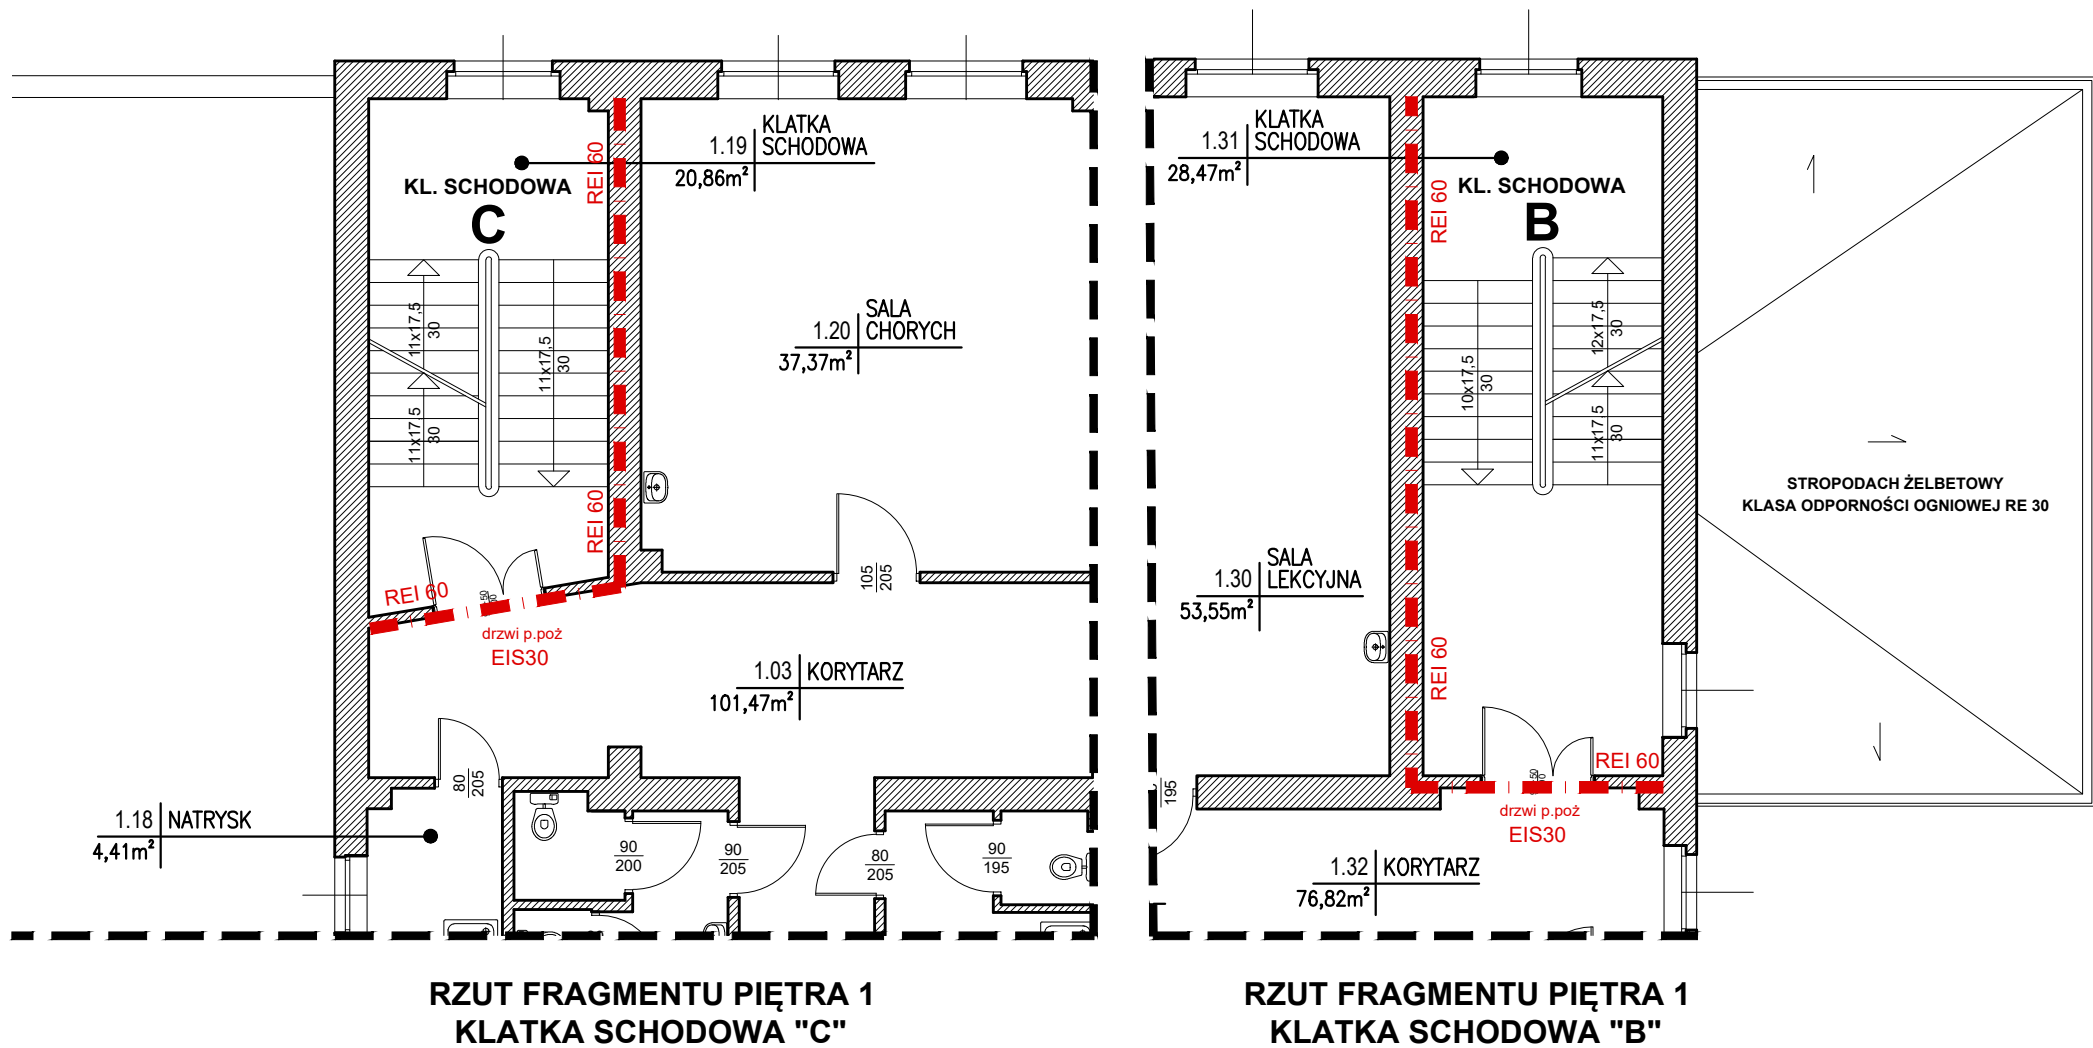 1.19 KLATKA
SCHODOWA
20,86m²
KL. SCHODOWA
C
REI 60
11x17,5
30
11x17,5
30
11x17,5
30
1.20 SALA
CHORYCH
37,37m²
REI 60
REI 60
drzwi p.poż
EIS30
105
205
1.03 KORYTARZ
101,47m²
80
205
1.18 NATRYSK
4,41m²
90
200
90
205
80
205
90
195
RZUT FRAGMENTU PIĘTRA 1
KLATKA SCHODOWA "C"
1.31 KLATKA
SCHODOWA
28,47m²
KL. SCHODOWA
B
REI 60
10x17,5
30
12x17,5
30
11x17,5
30
STROPODACH ŻELBETOWY
KLASA ODPORNOŚCI OGNIOWEJ RE 30
1.30 SALA
LEKCYJNA
53,55m²
REI 60
REI 60
195
drzwi p.poż
EIS30
1.32 KORYTARZ
76,82m²
RZUT FRAGMENTU PIĘTRA 1
KLATKA SCHODOWA "B"